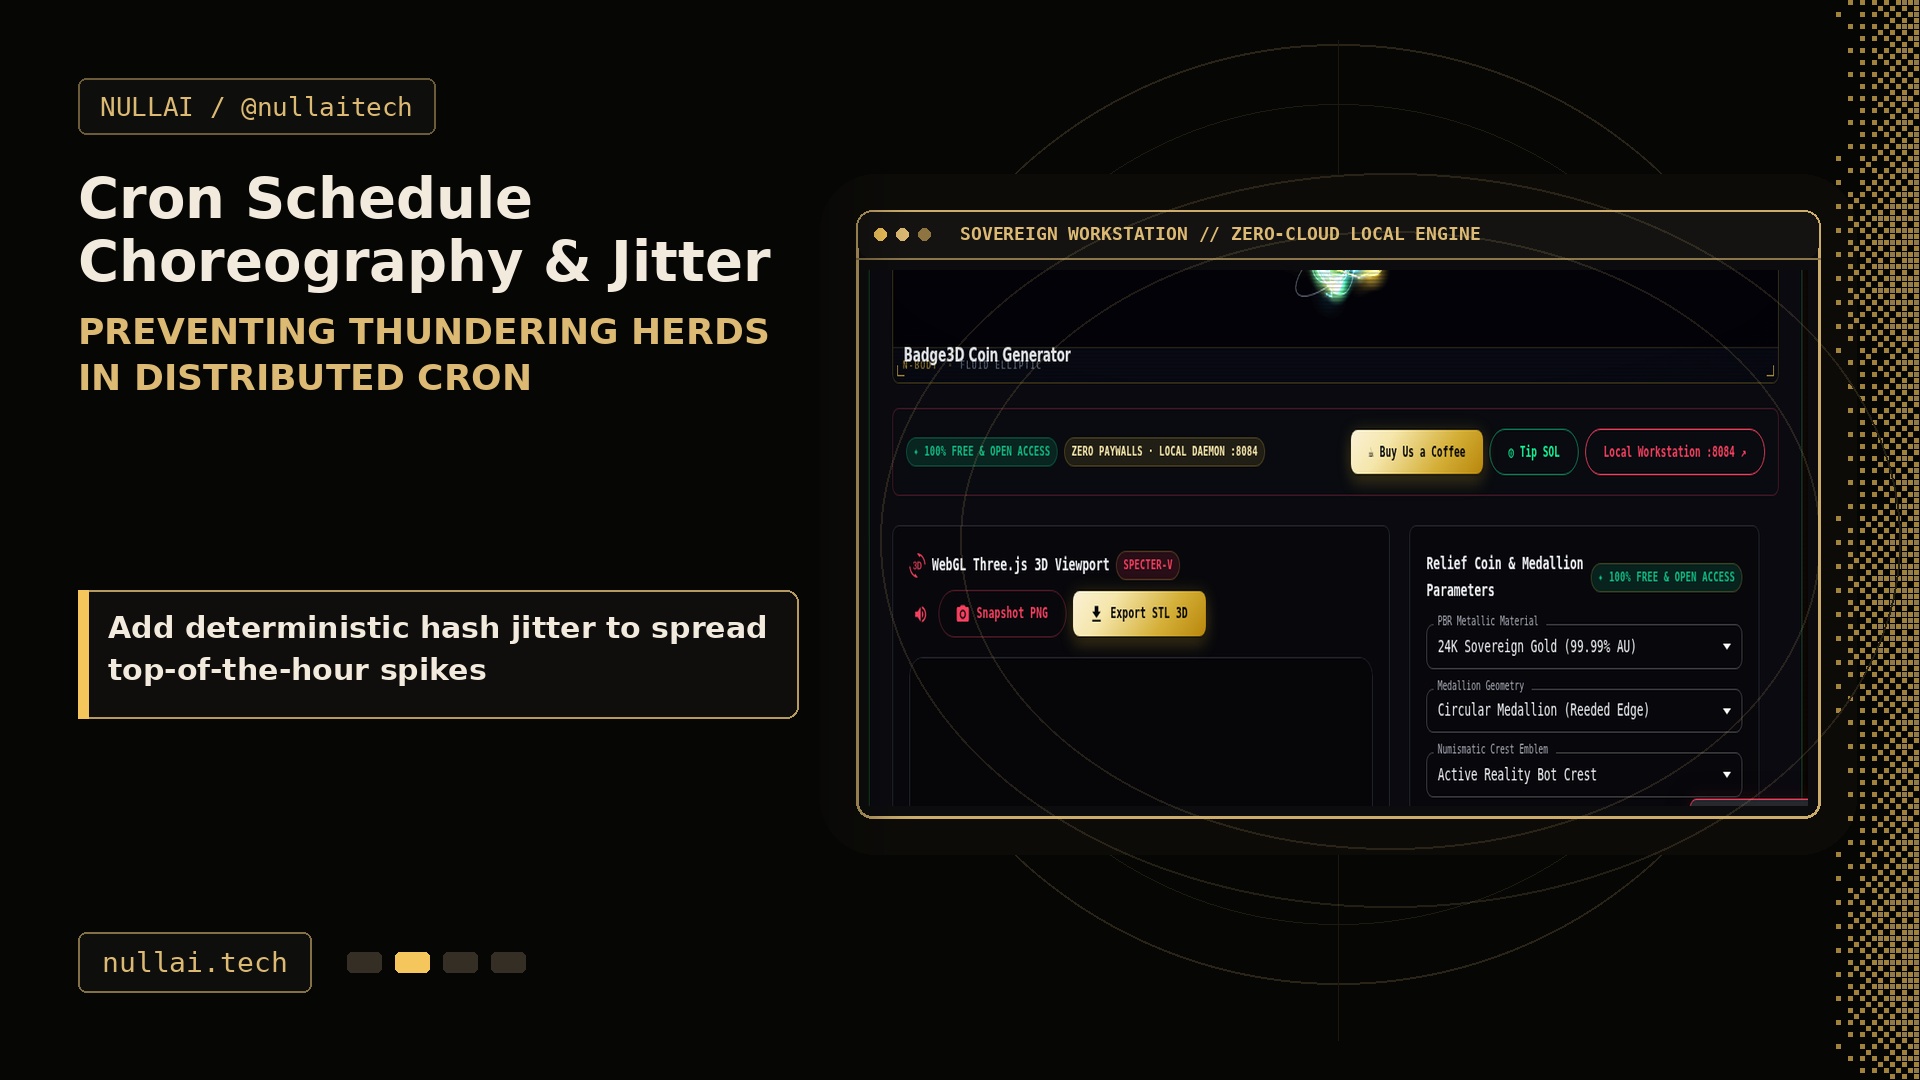 NULLAI / @nullaitech
Cron Schedule
Choreography & Jitter
PREVENTING THUNDERING HERDS
IN DISTRIBUTED CRON
Add deterministic hash jitter to spread
top-of-the-hour spikes
nullai.tech
SOVEREIGN WORKSTATION // ZERO-CLOUD LOCAL ENGINE
Badge3D Coin Generator
N-BODY · FLUID ELLIPTIC
100% FREE & OPEN ACCESS
ZERO PAYWALLS · LOCAL DAEMON :8084
Buy Us a Coffee
◎ Tip SOL
Local Workstation :8084 ↗
3D
WebGL Three.js 3D Viewport
SPECTER-V
Snapshot PNG
Export STL 3D
Relief Coin & Medallion
Parameters
100% FREE & OPEN ACCESS
PBR Metallic Material
24K Sovereign Gold (99.99% AU)
Medallion Geometry
Circular Medallion (Reeded Edge)
Numismatic Crest Emblem
Active Reality Bot Crest